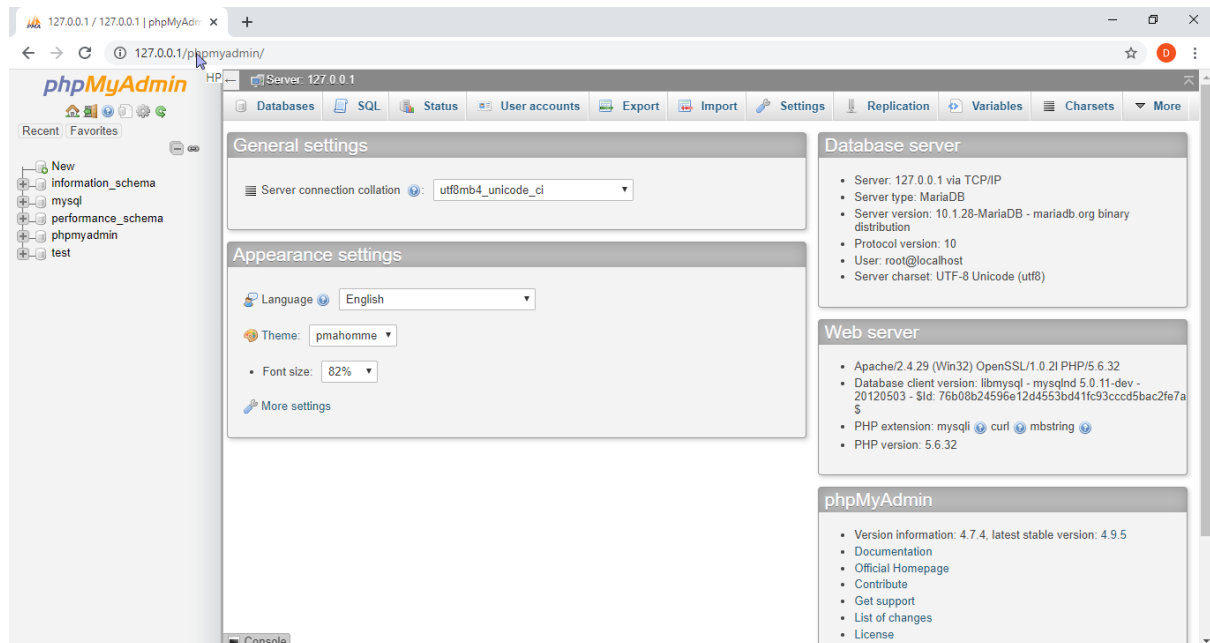 127.0.0.1 / 127.0.0.1 | phpMyAdm
127.0.0.1/phpmyadmin/
D
phpMyAdmin
Recent Favorites
New
information_schema
mysql
performance_schema
phpmyadmin
test
HP
Server: 127.0.0.1
Databases SQL Status User accounts Export Import Settings Replication Variables Charsets More
General settings
Server connection collation : utf8mb4_unicode_ci
Appearance settings
Language English
Theme: pmahomme
Font size: 82%
More settings
Database server
Server: 127.0.0.1 via TCP/IP
Server type: MariaDB
Server version: 10.1.28-MariaDB - mariadb.org binary
distribution
Protocol version: 10
User: root@localhost
Server charset: UTF-8 Unicode (utf8)
Web server
Apache/2.4.29 (Win32) OpenSSL/1.0.2l PHP/5.6.32
Database client version: libmysql - mysqlnd 5.0.11-dev -
20120503 - $Id: 76b08b24596e12d4553bd41fc93cccd5bac2fe7a
$
PHP extension: mysqli curl mbstring
PHP version: 5.6.32
phpMyAdmin
Version information: 4.7.4, latest stable version: 4.9.5
Documentation
Official Homepage
Contribute
Get support
List of changes
License
Console